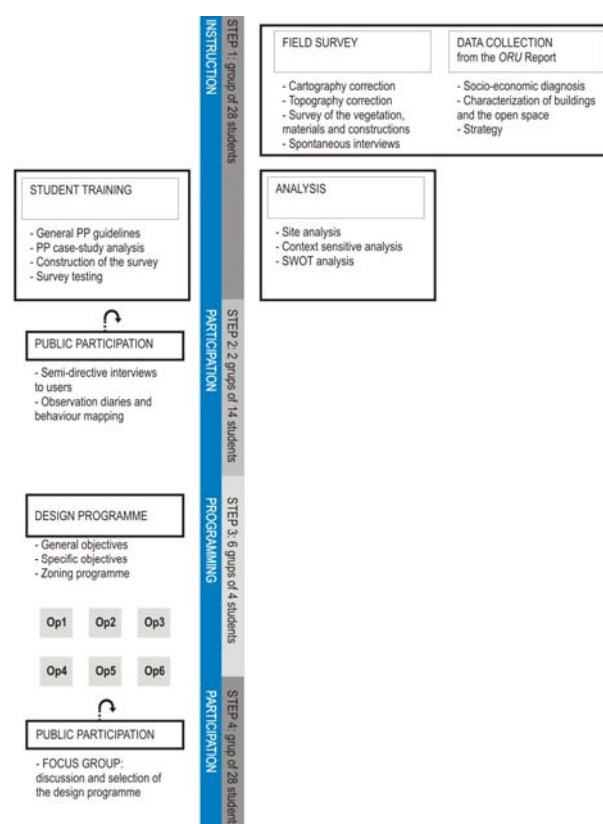 INSTRUCTION
STEP 1: group of 28 students
FIELD SURVEY
- Cartography correction
- Topography correction
- Survey of the vegetation,
materials and constructions
- Spontaneous interviews
DATA COLLECTION
from the ORU Report
- Socio-economic diagnosis
- Characterization of buildings
and the open space
- Strategy
STUDENT TRAINING
- General PP guidelines
- PP case-study analysis
- Construction of the survey
- Survey testing
ANALYSIS
- Site analysis
- Context sensitive analysis
- SWOT analysis
PARTICIPATION
STEP 2: 2 grups of 14 students
PUBLIC PARTICIPATION
- Semi-directive interviews
to users
- Observation diaries and
behaviour mapping
PROGRAMMING
STEP 3: 6 grups of 4 students
DESIGN PROGRAMME
- General objectives
- Specific objectives
- Zoning programme
Op1 Op2 Op3
Op4 Op5 Op6
PARTICIPATION
STEP 4: grup of 28 students
PUBLIC PARTICIPATION
- FOCUS GROUP:
discussion and selection of
the design programme